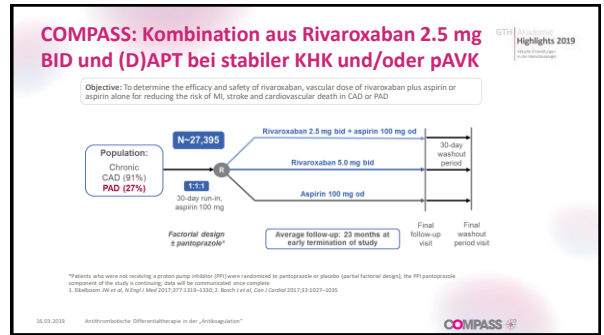 COMPASS: Kombination aus Rivaroxaban 2.5 mg
BID und (D)APT bei stabiler KHK und/oder pAVK
GTH Akademie
Highlights 2019
Objective: To determine the efficacy and safety of rivaroxaban, vascular dose of rivaroxaban plus aspirin or
aspirin alone for reducing the risk of MI, stroke and cardiovascular death in CAD or PAD
Population:
Chronic
CAD (91%)
PAD (27%)
N~27,395
1:1:1
30-day run-in,
aspirin 100 mg
R
Rivaroxaban 2.5 mg bid + aspirin 100 mg od
Rivaroxaban 5.0 mg bid
Aspirin 100 mg od
30-day
washout
period
Factorial design
± pantoprazole*
Average follow-up: 23 months at
early termination of study
Final
follow-up
visit
Final
washout
period visit
*Patients who were not receiving a proton pump inhibitor (PPI) were randomized to pantoprazole or placebo (partial factorial design); the PPI pantoprazole
component of the study is continuing; data will be communicated once complete
1. Eikelboom JW et al, N Engl J Med 2017;377:1319–1330; 2. Bosch J et al, Can J Cardiol 2017;33:1027–1035
16.03.2019 Antithrombotische Differentialtherapie in der „Antikoagulation“
COMPASS